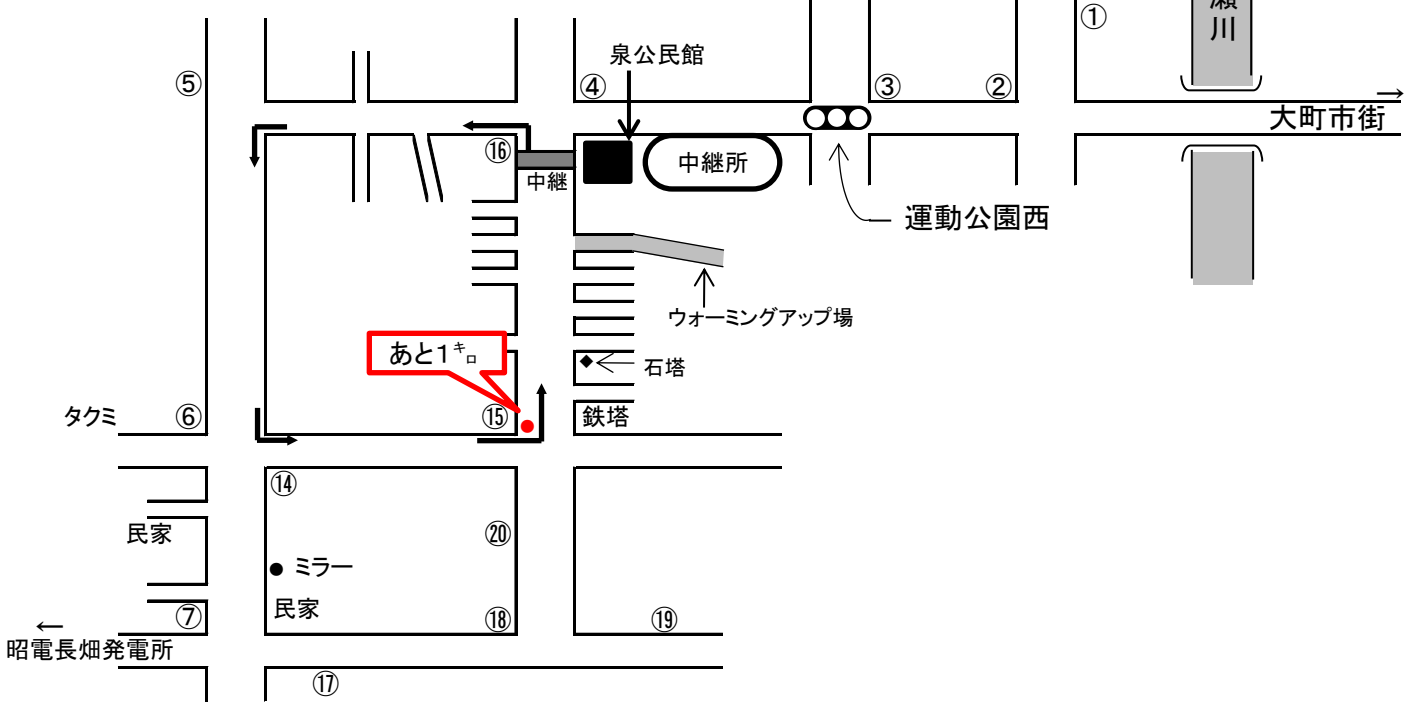 川
①
泉公民館
⑤
④
③
②
→
大町市街
⑯
中継
中継所
運動公園西
ウォーミングアップ場
あと1㌔
石塔
タクミ
⑥
⑮
鉄塔
⑭
民家
⑳
ミラー
民家
⑦
⑱
⑲
←
昭電長畑発電所
⑰